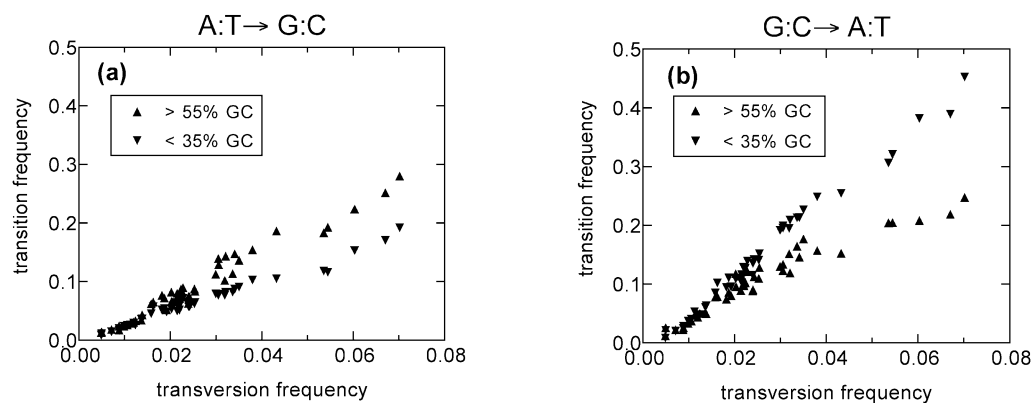 A:T→ G:C
(a)
▲ > 55% GC
▼ < 35% GC
transition frequency
0.5
0.4
0.3
0.2
0.1
0.0
0.00 0.02 0.04 0.06 0.08
transversion frequency
G:C→ A:T
(b)
▲ > 55% GC
▼ < 35% GC
transition frequency
0.5
0.4
0.3
0.2
0.1
0.0
0.00 0.02 0.04 0.06 0.08
transversion frequency